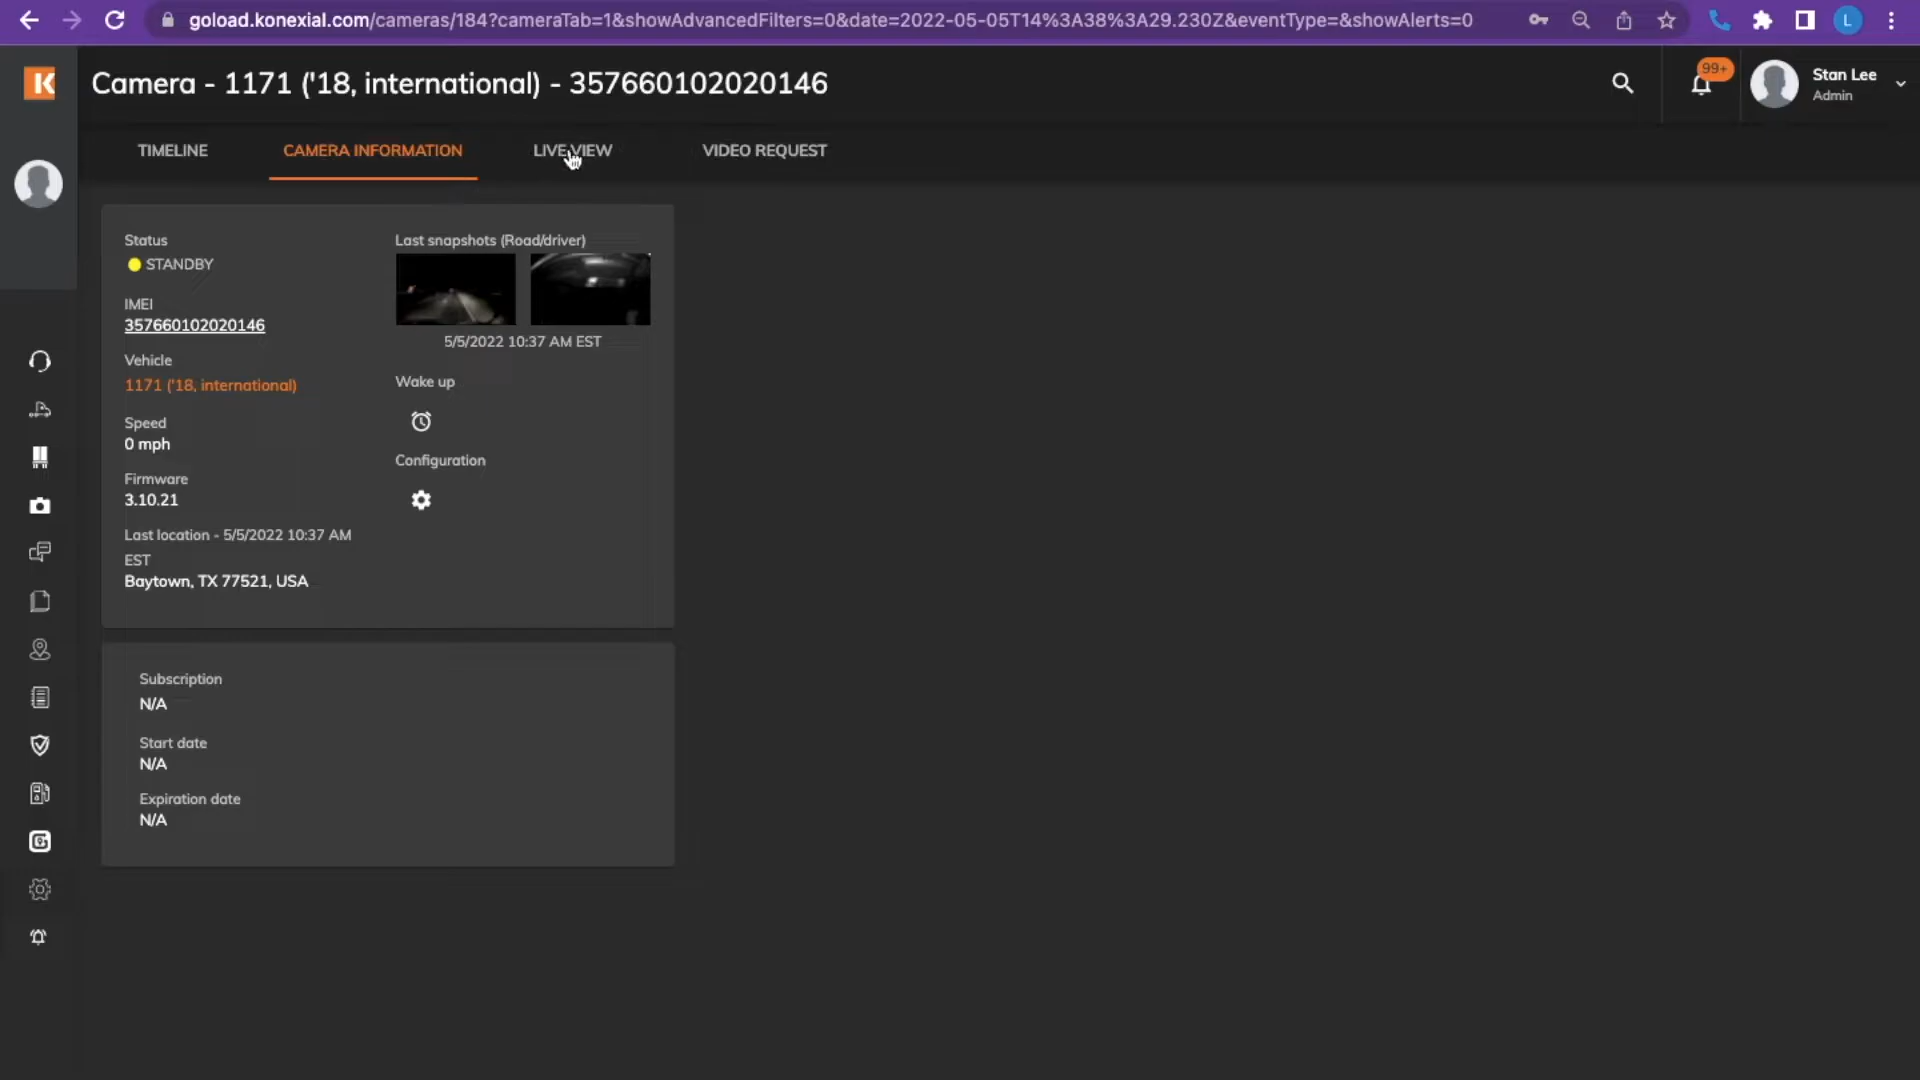 goload.konexial.com/cameras/184?cameraTab=1&showAdvancedFilters=0&date=2022-05-05T14%3A38%3A29.230Z&eventType=&showAlerts=0
L
K
Camera - 1171 ('18, international) - 357660102020146
99+
Stan Lee
Admin
TIMELINE
CAMERA INFORMATION
LIVE VIEW
VIDEO REQUEST
Status
STANDBY
IMEI
357660102020146
Vehicle
1171 ('18, international)
Speed
0 mph
Firmware
3.10.21
Last location - 5/5/2022 10:37 AM
EST
Baytown, TX 77521, USA
Last snapshots (Road/driver)
5/5/2022 10:37 AM EST
Wake up
Configuration
Subscription
N/A
Start date
N/A
Expiration date
N/A